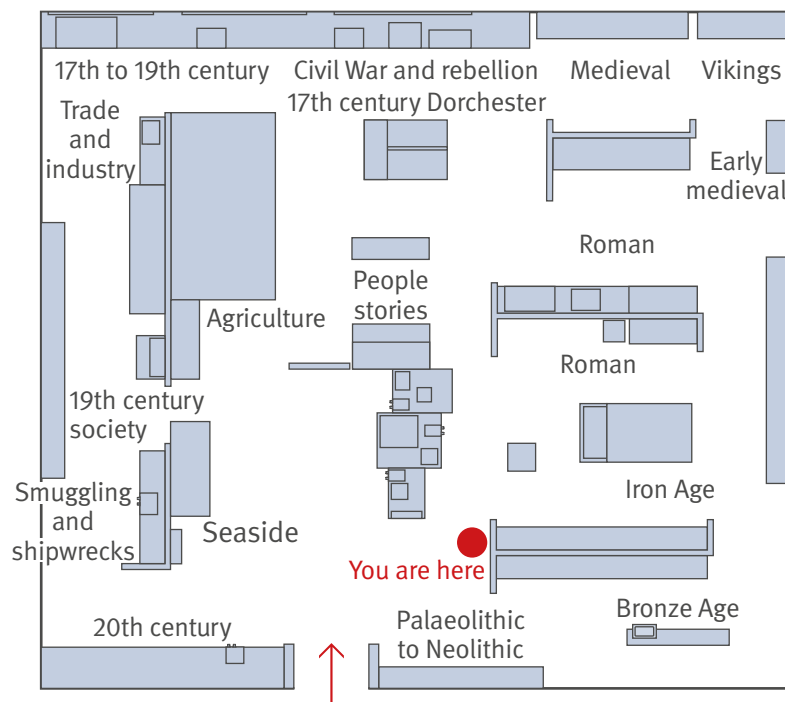 17th to 19th century
Civil War and rebellion
17th century Dorchester
Medieval
Vikings
Trade
and
industry
Early
medieval
Roman
People
stories
Agriculture
Roman
19th century
society
Iron Age
Smuggling
and
shipwrecks
Seaside
You are here
Bronze Age
Palaeolithic
to Neolithic
20th century